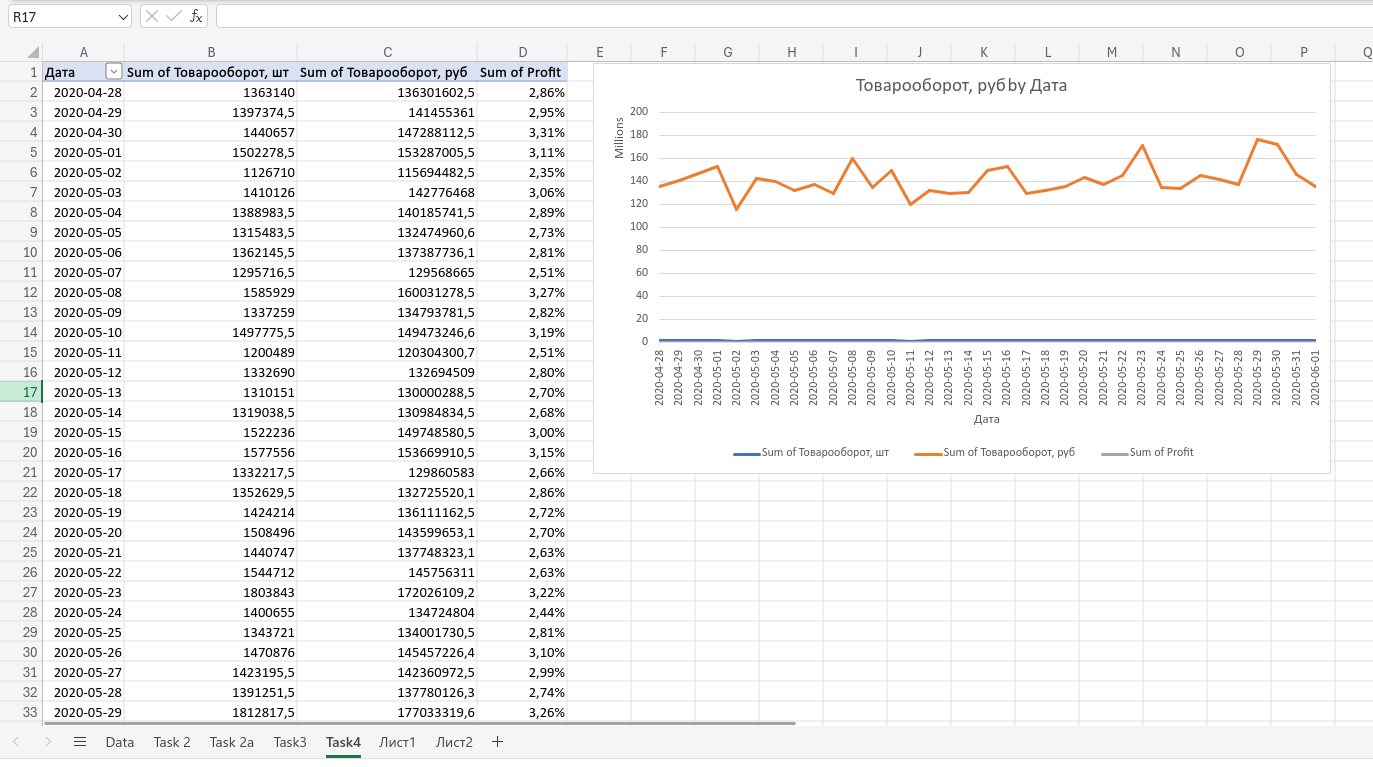 R17
fx
A B C D E F G H I J K L M N O P Q
1 Дата Sum of Товарооборот, шт Sum of Товарооборот, руб Sum of Profit
2 2020-04-28 1363140 136301602,5 2,86%
3 2020-04-29 1397374,5 141455361 2,95%
4 2020-04-30 1440657 147288112,5 3,31%
5 2020-05-01 1502278,5 153287005,5 3,11%
6 2020-05-02 1126710 115694482,5 2,35%
7 2020-05-03 1410126 142776468 3,06%
8 2020-05-04 1388983,5 140185741,5 2,89%
9 2020-05-05 1315483,5 132474960,6 2,73%
10 2020-05-06 1362145,5 137387736,1 2,81%
11 2020-05-07 1295716,5 129568665 2,51%
12 2020-05-08 1585929 160031278,5 3,27%
13 2020-05-09 1337259 134793781,5 2,82%
14 2020-05-10 1497775,5 149473246,6 3,19%
15 2020-05-11 1200489 120304300,7 2,51%
16 2020-05-12 1332690 132694509 2,80%
17 2020-05-13 1310151 130000288,5 2,70%
18 2020-05-14 1319038,5 130984834,5 2,68%
19 2020-05-15 1522236 149748580,5 3,00%
20 2020-05-16 1577556 153669910,5 3,15%
21 2020-05-17 1332217,5 129860583 2,66%
22 2020-05-18 1352629,5 132725520,1 2,86%
23 2020-05-19 1424214 136111162,5 2,72%
24 2020-05-20 1508496 143599653,1 2,70%
25 2020-05-21 1440747 137748323,1 2,63%
26 2020-05-22 1544712 145756311 2,63%
27 2020-05-23 1803843 172026109,2 3,22%
28 2020-05-24 1400655 134724804 2,44%
29 2020-05-25 1343721 134001730,5 2,81%
30 2020-05-26 1470876 145457226,4 3,10%
31 2020-05-27 1423195,5 142360972,5 2,99%
32 2020-05-28 1391251,5 137780126,3 2,74%
33 2020-05-29 1812817,5 177033319,6 3,26%
Товарооборот, руб by Дата
Millions
200
180
160
140
120
100
80
60
40
20
0
2020-04-28
2020-04-29
2020-04-30
2020-05-01
2020-05-02
2020-05-03
2020-05-04
2020-05-05
2020-05-06
2020-05-07
2020-05-08
2020-05-09
2020-05-10
2020-05-11
2020-05-12
2020-05-13
2020-05-14
2020-05-15
2020-05-16
2020-05-17
2020-05-18
2020-05-19
2020-05-20
2020-05-21
2020-05-22
2020-05-23
2020-05-24
2020-05-25
2020-05-26
2020-05-27
2020-05-28
2020-05-29
2020-05-30
2020-05-31
2020-06-01
Дата
Sum of Товарооборот, шт Sum of Товарооборот, руб Sum of Profit
Data Task 2 Task 2a Task3 Task4 Лист1 Лист2